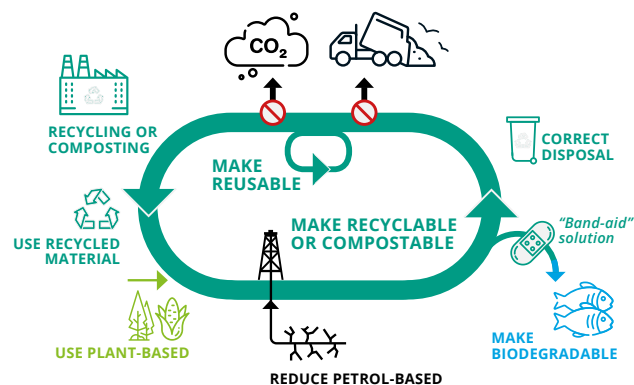 CO₂
RECYCLING OR
COMPOSTING
CORRECT
DISPOSAL
MAKE
REUSABLE
MAKE RECYCLABLE
OR COMPOSTABLE
"Band-aid"
solution
USE RECYCLED
MATERIAL
USE PLANT-BASED
MAKE
BIODEGRADABLE
REDUCE PETROL-BASED